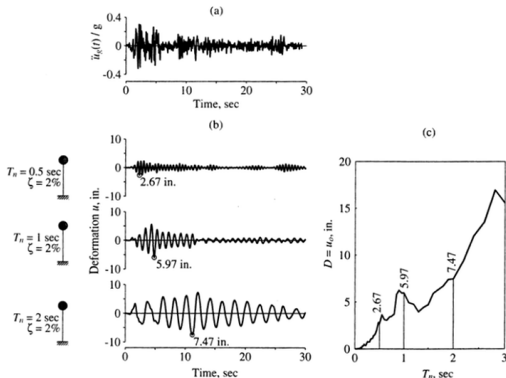 (a)
0.4
0
-0.4
ü_g(t) / g
0 10 20 30
Time, sec
(b)
T_n = 0.5 sec
ζ = 2%
10
0
-10
2.67 in.
T_n = 1 sec
ζ = 2%
Deformation u, in.
10
0
-10
5.97 in.
T_n = 2 sec
ζ = 2%
10
0
-10
7.47 in.
0 10 20 30
Time, sec
(c)
20
15
10
5
0
D = u_o, in.
2.67
5.97
7.47
0 1 2 3
T_n, sec